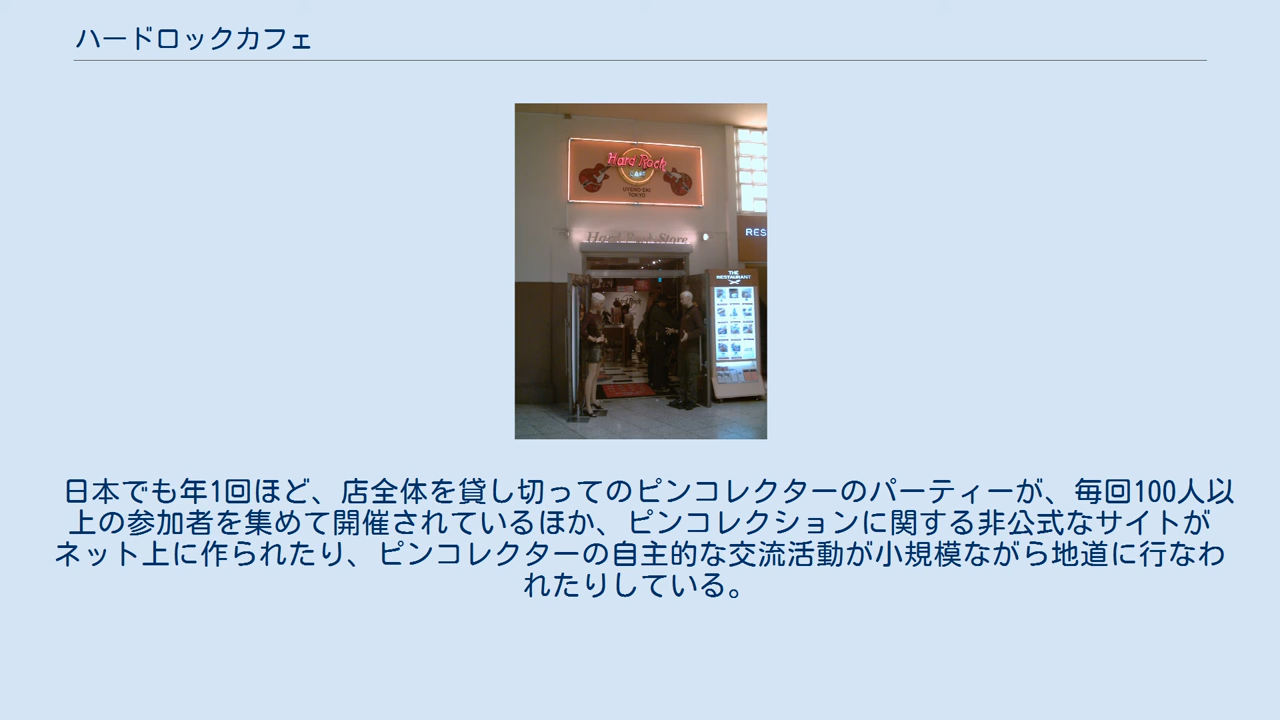 ハードロックカフェ
Hard Rock
CAFE
UYENO-EKI
TOKYO
Hard Rock Store
RES
THE
RESTAURANT
Hard Rock
日本でも年1回ほど、店全体を貸し切ってのピンコレクターのパーティーが、毎回100人以
上の参加者を集めて開催されているほか、ピンコレクションに関する非公式なサイトが
ネット上に作られたり、ピンコレクターの自主的な交流活動が小規模ながら地道に行なわ
れたりしている。